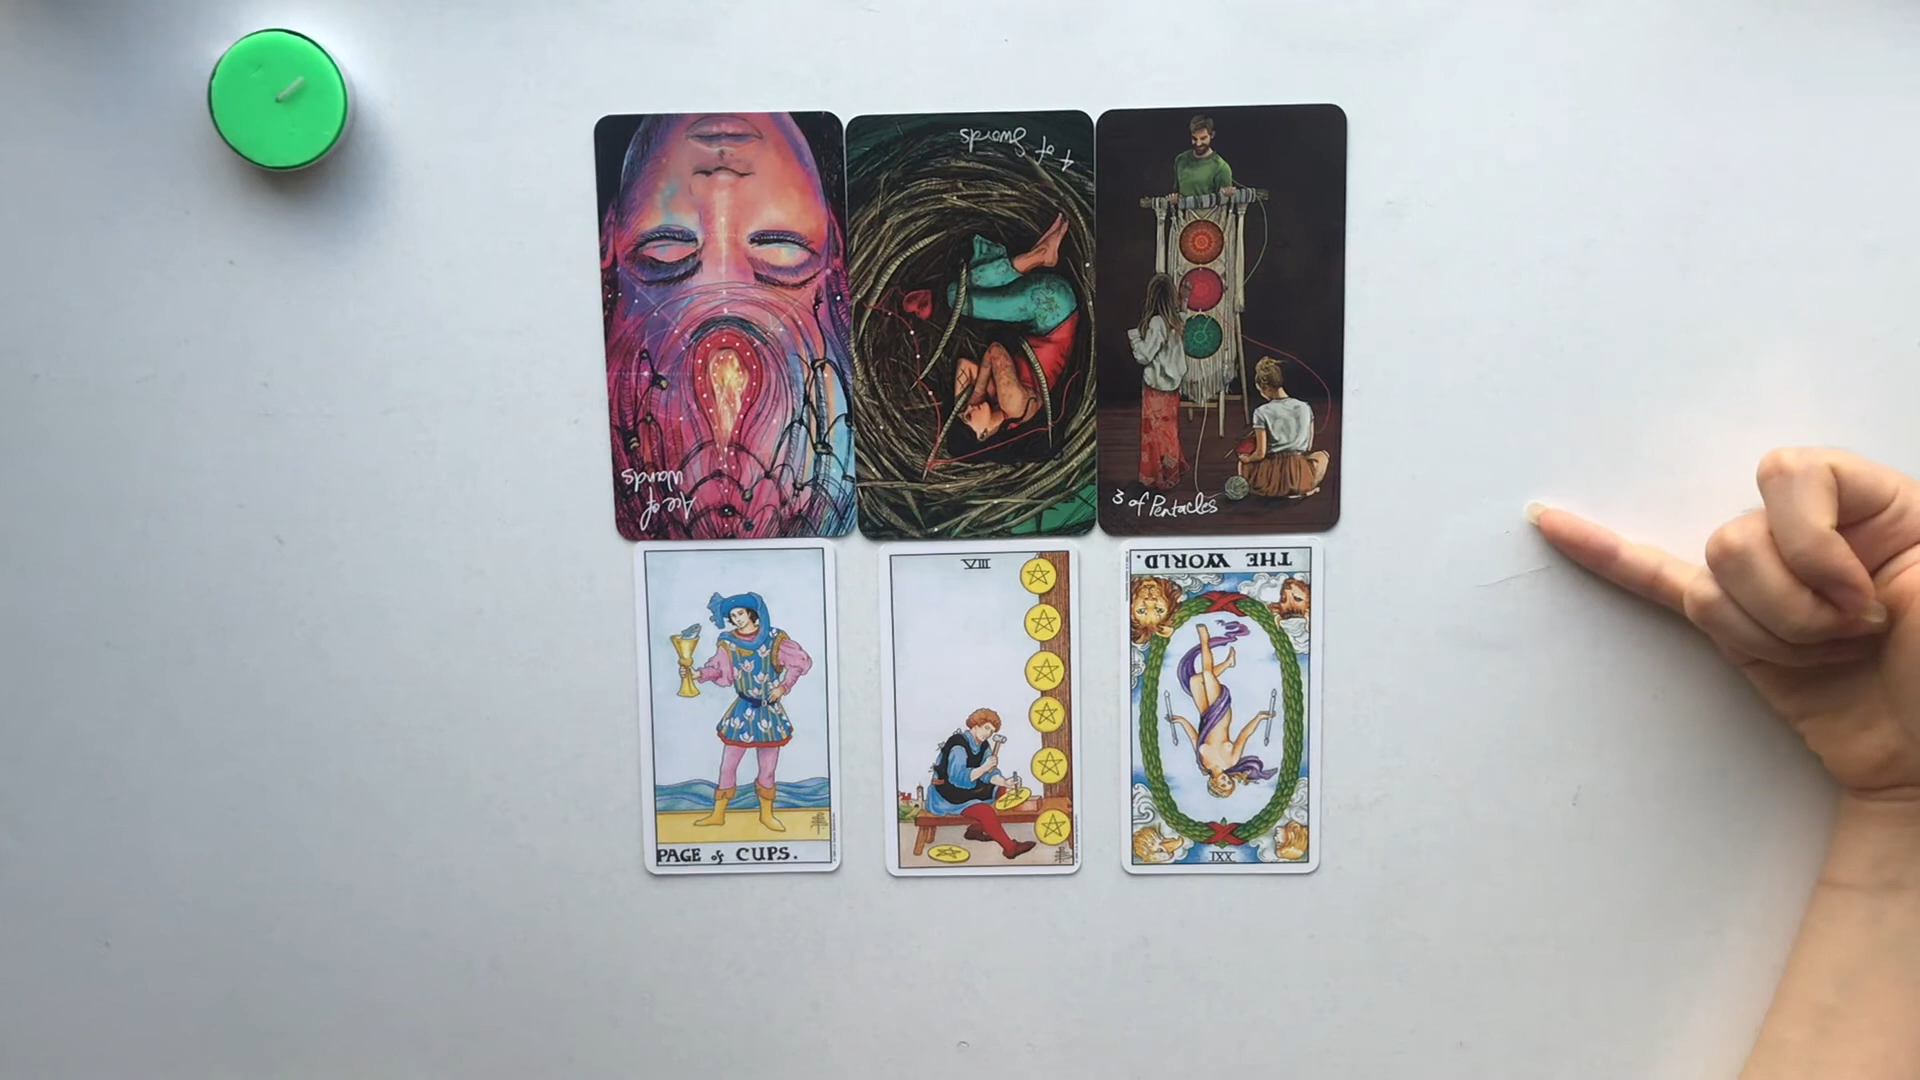 4 of Swords
Ace of
Wands
3 of Pentacles
PAGE of CUPS.
VIII
THE WORLD.
XXI